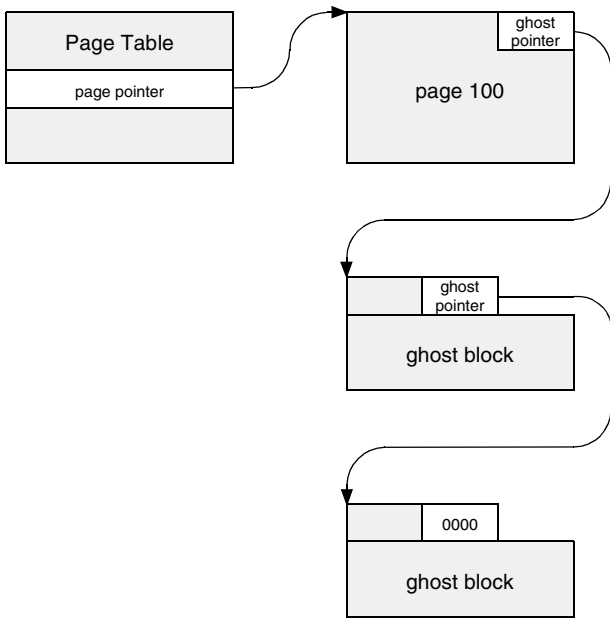 Page Table
page pointer
ghost
pointer
page 100
ghost
pointer
ghost block
0000
ghost block